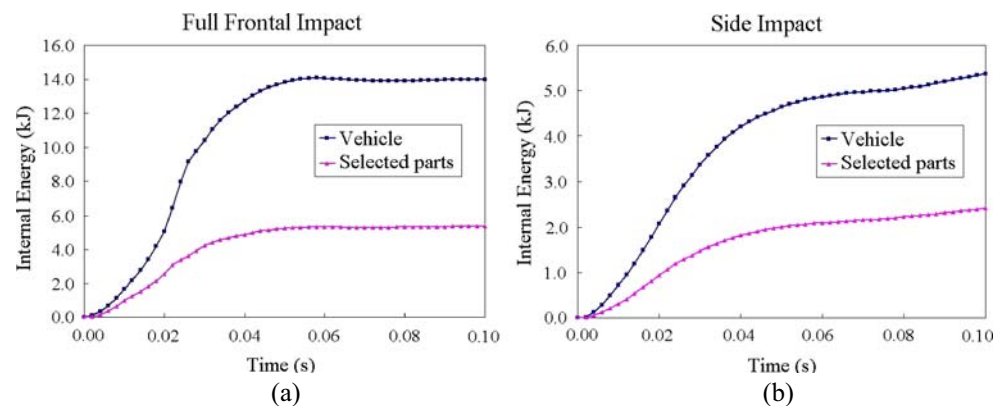 Full Frontal Impact
Internal Energy (kJ)
16.0
14.0
12.0
10.0
8.0
6.0
4.0
2.0
0.0
Vehicle
Selected parts
0.00 0.02 0.04 0.06 0.08 0.10
Time (s)
(a)
Side Impact
Internal Energy (kJ)
6.0
5.0
4.0
3.0
2.0
1.0
0.0
Vehicle
Selected parts
0.00 0.02 0.04 0.06 0.08 0.10
Time (s)
(b)